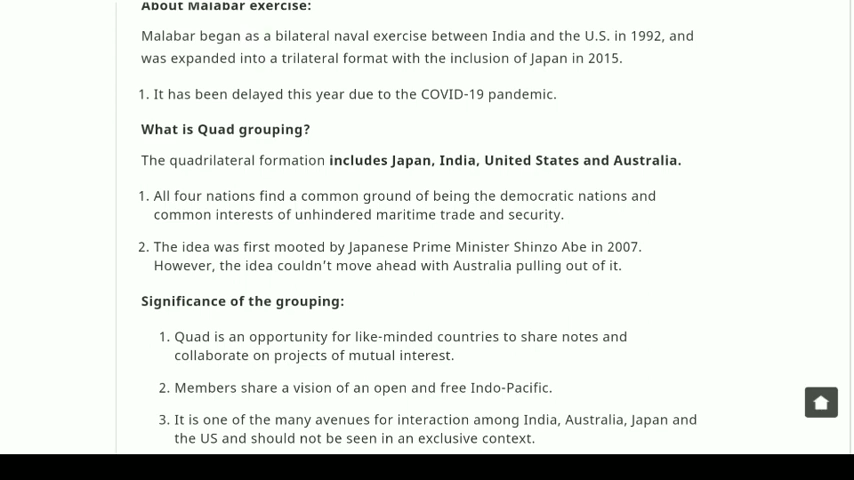 About Malabar exercise:
Malabar began as a bilateral naval exercise between India and the U.S. in 1992, and
was expanded into a trilateral format with the inclusion of Japan in 2015.
1. It has been delayed this year due to the COVID-19 pandemic.
What is Quad grouping?
The quadrilateral formation includes Japan, India, United States and Australia.
1. All four nations find a common ground of being the democratic nations and
common interests of unhindered maritime trade and security.
2. The idea was first mooted by Japanese Prime Minister Shinzo Abe in 2007.
However, the idea couldn’t move ahead with Australia pulling out of it.
Significance of the grouping:
1. Quad is an opportunity for like-minded countries to share notes and
collaborate on projects of mutual interest.
2. Members share a vision of an open and free Indo-Pacific.
3. It is one of the many avenues for interaction among India, Australia, Japan and
the US and should not be seen in an exclusive context.